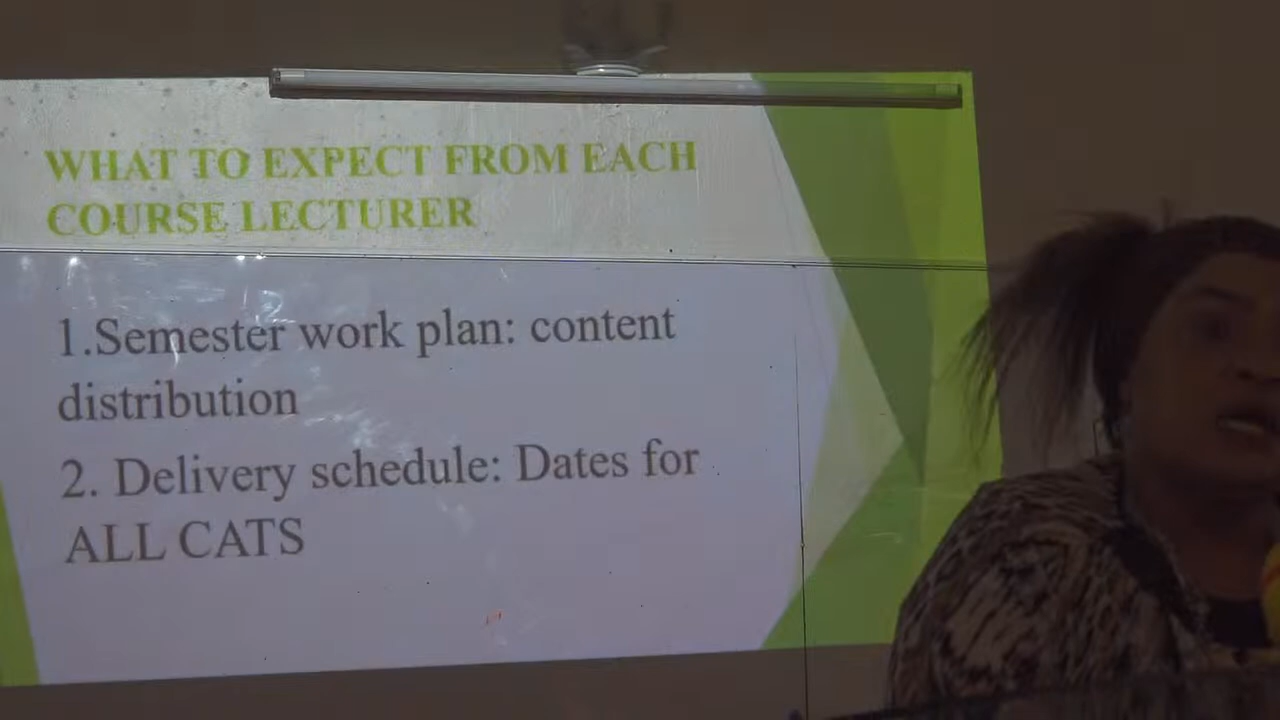 WHAT TO EXPECT FROM EACH
COURSE LECTURER
1.Semester work plan: content
distribution
2. Delivery schedule: Dates for
ALL CATS